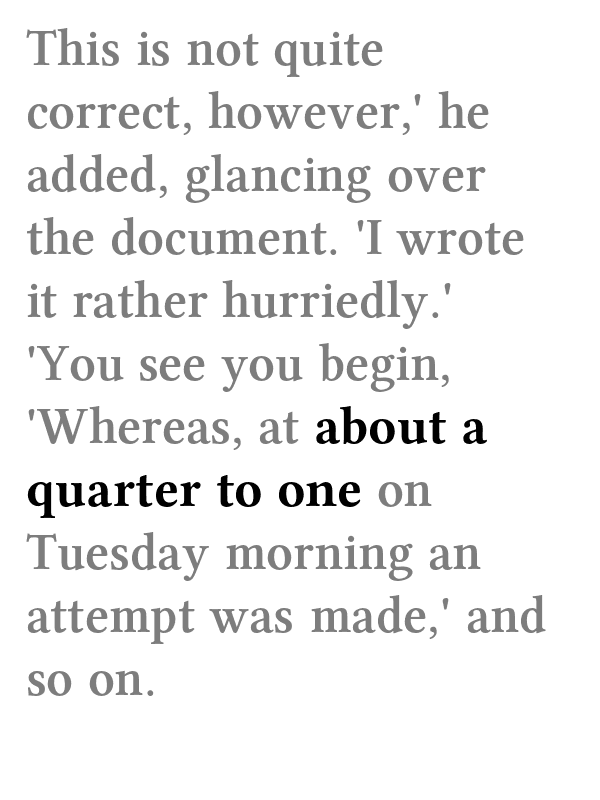 This is not quite
correct, however,' he
added, glancing over
the document. 'I wrote
it rather hurriedly.'
'You see you begin,
'Whereas, at about a
quarter to one on
Tuesday morning an
attempt was made,' and
so on.